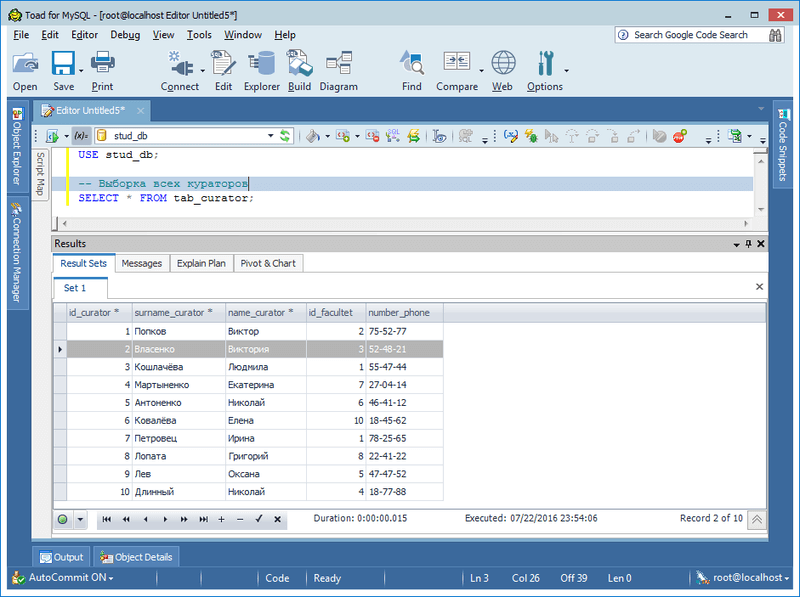 Toad for MySQL - [root@localhost Editor Untitled5*]
File Edit Editor Debug View Tools Window Help
Search Google Code Search
Open Save Print Connect Edit Explorer Build Diagram Find Compare Web Options
Object Explorer
Connection Manager
Editor Untitled5*
stud_db
Script Map
USE stud_db;
-- Выборка всех кураторов
SELECT * FROM tab_curator;
Code Snippets
Results
Result Sets Messages Explain Plan Pivot & Chart
Set 1
id_curator * surname_curator * name_curator * id_facultet number_phone
1 Попков Виктор 2 75-52-77
2 Власенко Виктория 3 52-48-21
3 Кошлачёва Людмила 1 55-47-44
4 Мартыненко Екатерина 7 27-04-14
5 Антоненко Николай 6 46-41-12
6 Ковалёва Елена 10 18-45-62
7 Петровец Ирина 1 78-25-65
8 Лопата Григорий 8 22-41-22
9 Лев Оксана 5 47-47-52
10 Длинный Николай 4 18-77-88
Duration: 0:00:00.015 Executed: 07/22/2016 23:54:06 Record 2 of 10
Output Object Details
AutoCommit ON Code Ready Ln 3 Col 26 Off 39 Len 0 root@localhost